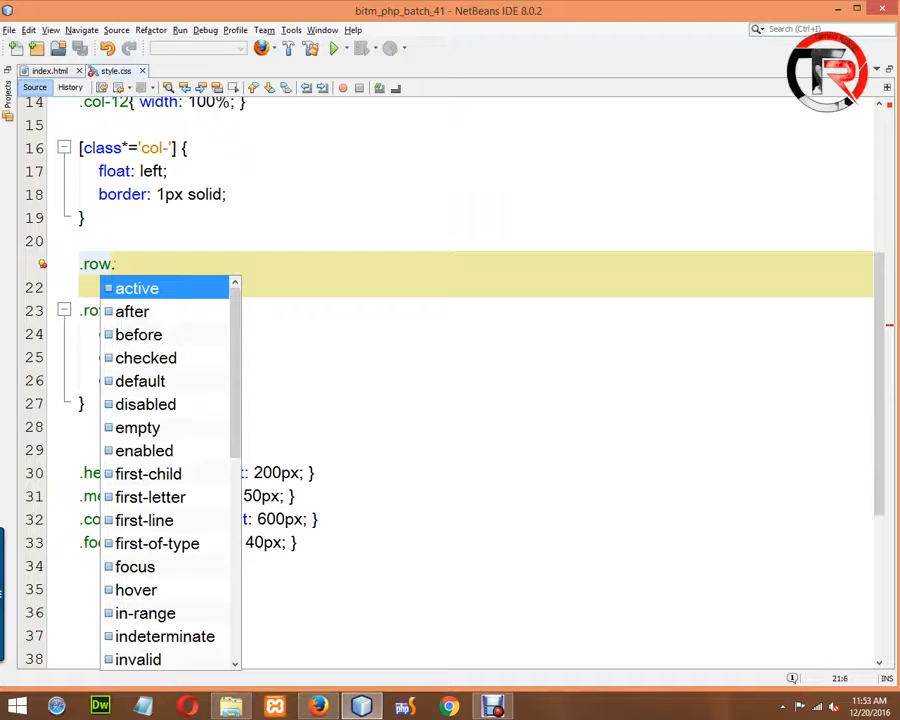 bitm_php_batch_41 - NetBeans IDE 8.0.2
File Edit View Navigate Source Refactor Run Debug Profile Team Tools Window Help
Search (Ctrl+I)
index.html style.css
TR
Source History
Projects
14 .col-12{ width: 100%; }
15
16 [class*='col-'] {
17 float: left;
18 border: 1px solid;
19 }
20
.row:
active
22
after
23 .ro
before
24
checked
25
default
26
disabled
27 }
empty
28
enabled
29
first-child
30 .he t: 200px; }
first-letter
31 .me 50px; }
first-line
32 .co t: 600px; }
first-of-type
33 .foo 40px; }
focus
34
hover
35
in-range
36
indeterminate
37
invalid
38
21:6 INS
Dw php
11:53 AM
12/20/2016